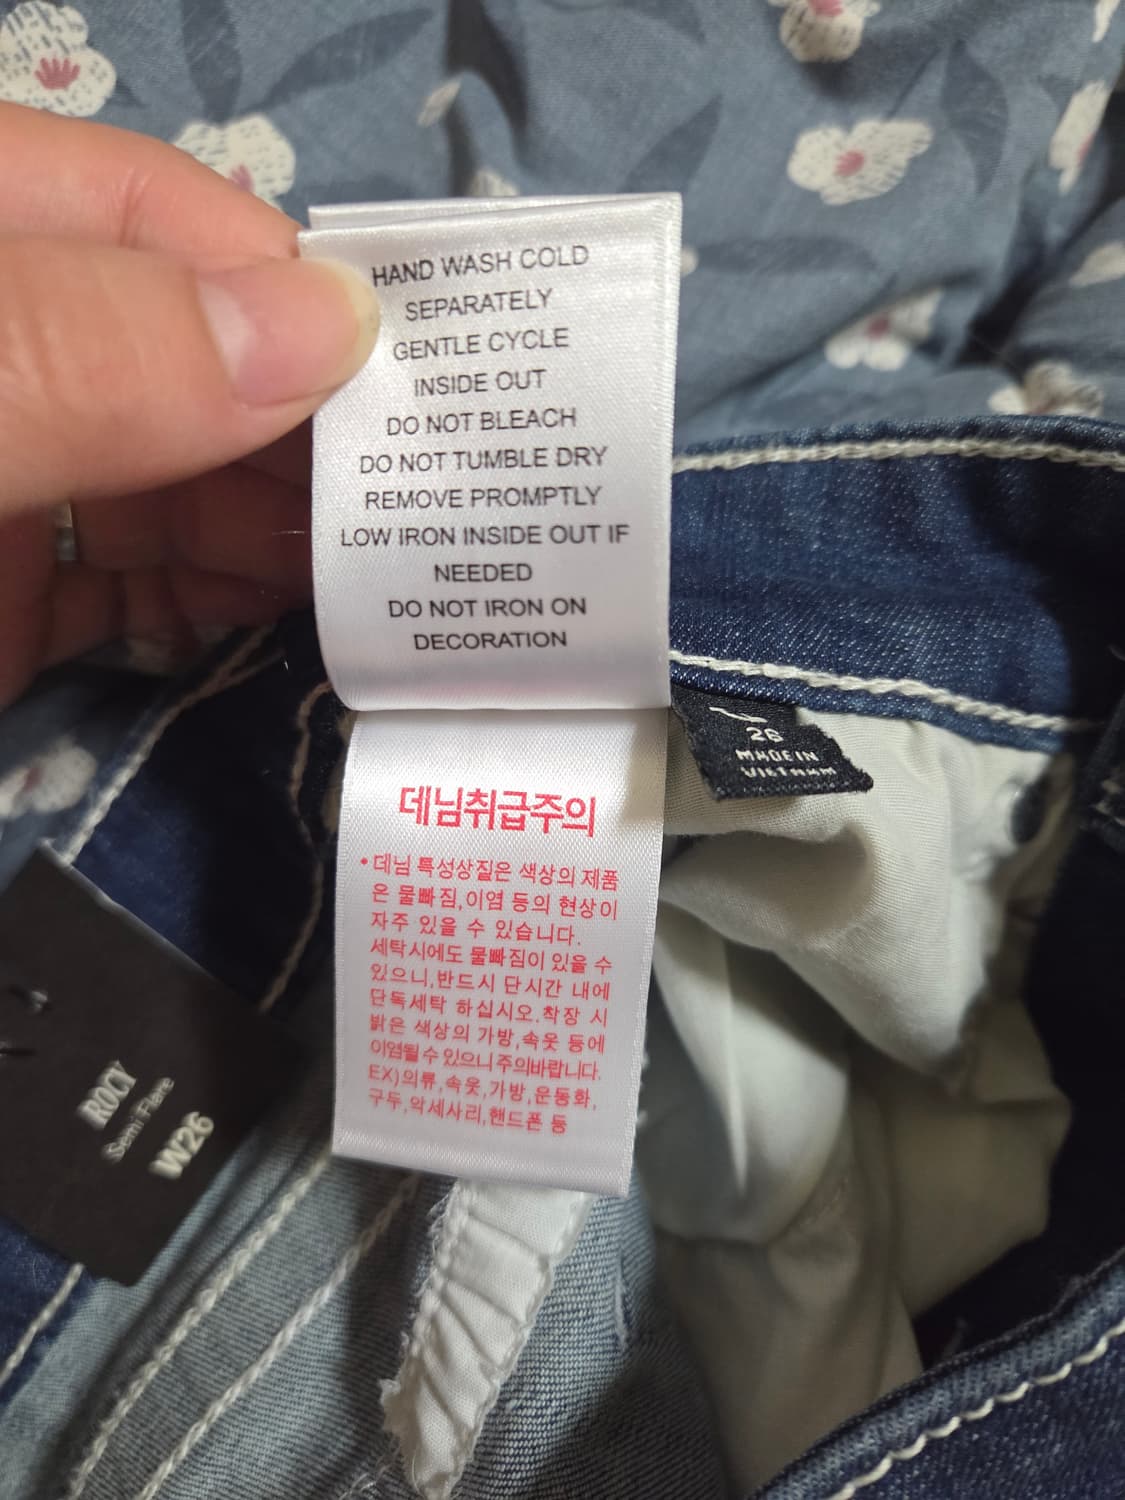 HAND WASH COLD
SEPARATELY
GENTLE CYCLE
INSIDE OUT
DO NOT BLEACH
DO NOT TUMBLE DRY
REMOVE PROMPTLY
LOW IRON INSIDE OUT IF
NEEDED
DO NOT IRON ON
DECORATION
26
MADE IN
VIETNAM
데님취급주의
• 데님 특성상질은 색상의 제품
은 물빠짐,이염 등의 현상이
자주 있을 수 있습니다.
세탁시에도 물빠짐이 있을 수
있으니,반드시 단시간 내에
단독세탁 하십시오.착장 시
밝은 색상의 가방,속옷 등에
이염될 수 있으니 주의바랍니다.
EX)의류,속옷,가방,운동화,
구두,악세사리,핸드폰 등
ROCY
Semi Flare
W26